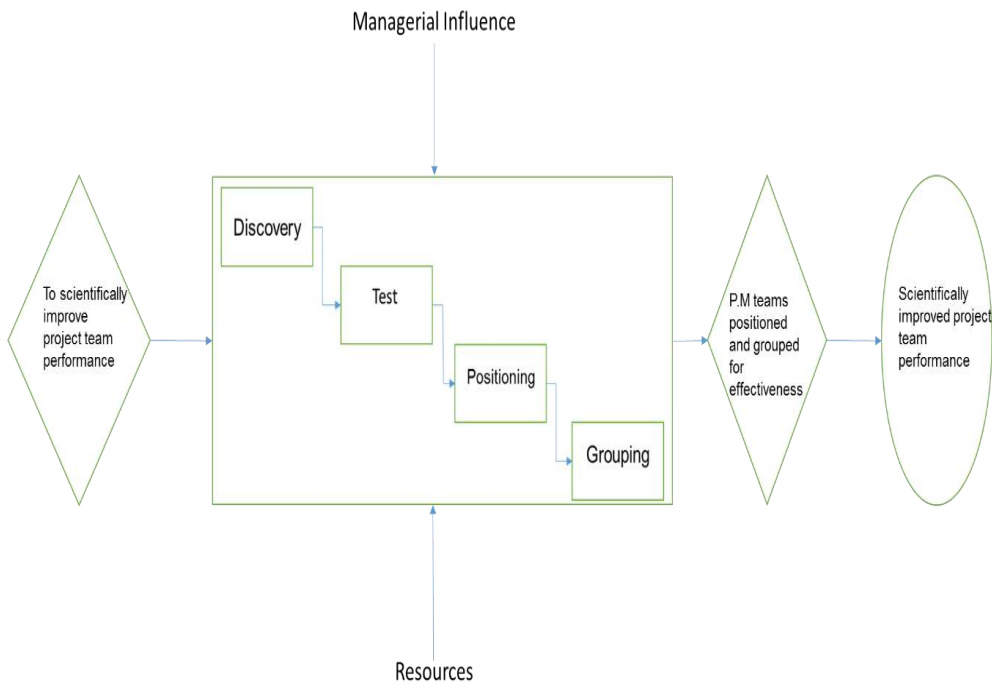 Managerial Influence
To scientifically
improve
project team
performance
Discovery
Test
Positioning
Grouping
P.M teams
positioned
and grouped
for
effectiveness
Scientifically
improved project
team
performance
Resources